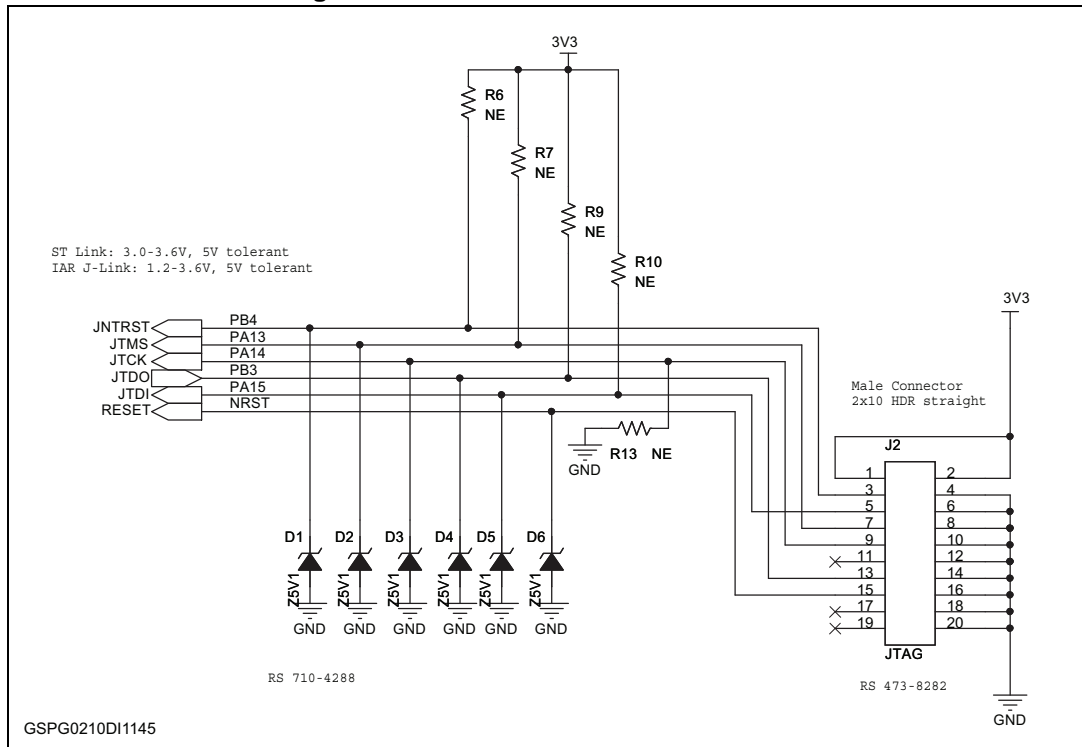 3V3
R6
NE
R7
NE
R9
NE
R10
NE
ST Link: 3.0-3.6V, 5V tolerant
IAR J-Link: 1.2-3.6V, 5V tolerant
3V3
JNTRST PB4
JTMS PA13
JTCK PA14
JTDO PB3
JTDI PA15
RESET NRST
Male Connector
2x10 HDR straight
GND
R13 NE
J2
1 2
3 4
5 6
7 8
9 10
11 12
13 14
15 16
17 18
19 20
JTAG
D1 D2 D3 D4 D5 D6
Z5V1 Z5V1 Z5V1 Z5V1 Z5V1 Z5V1
GND GND GND GND GND GND
RS 710-4288
RS 473-8282
GND
GSPG0210DI1145